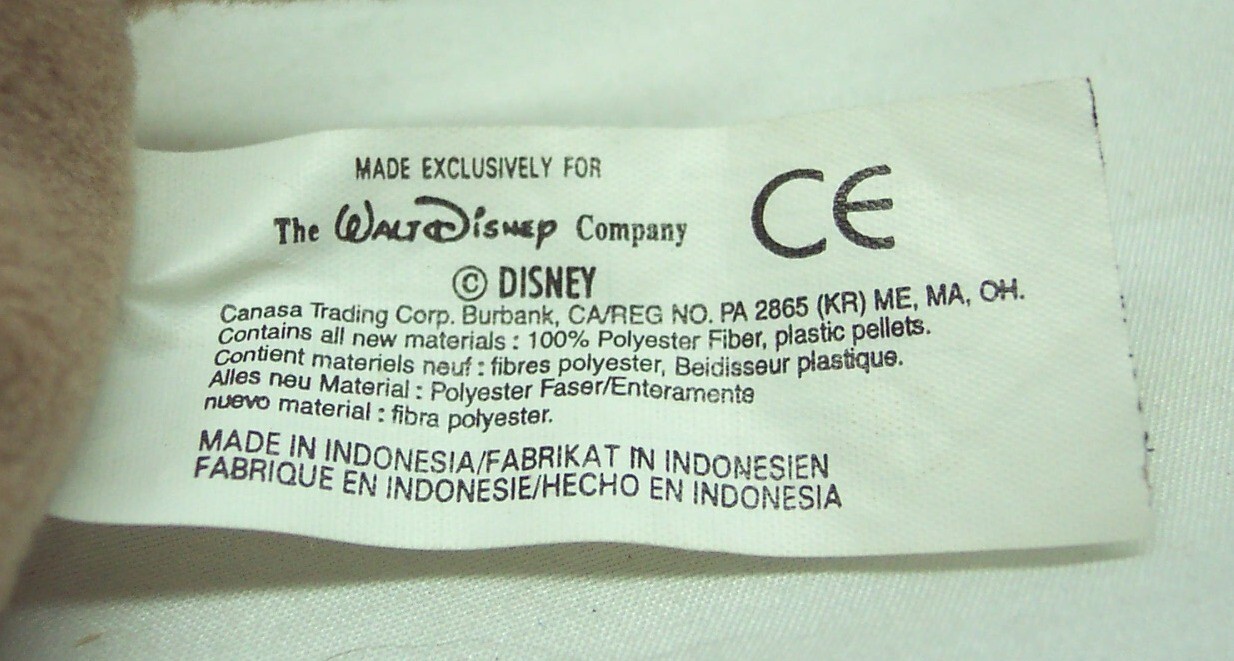 MADE EXCLUSIVELY FOR
The WALT DISNEY Company
CE
© DISNEY
Canasa Trading Corp. Burbank, CA/REG NO. PA 2865 (KR) ME, MA, OH.
Contains all new materials : 100% Polyester Fiber, plastic pellets.
Contient materiels neuf : fibres polyester, Beidisseur plastique.
Alles neu Material : Polyester Faser/Enteramente
nuevo material : fibra polyester.
MADE IN INDONESIA/FABRIKAT IN INDONESIEN
FABRIQUE EN INDONESIE/HECHO EN INDONESIA